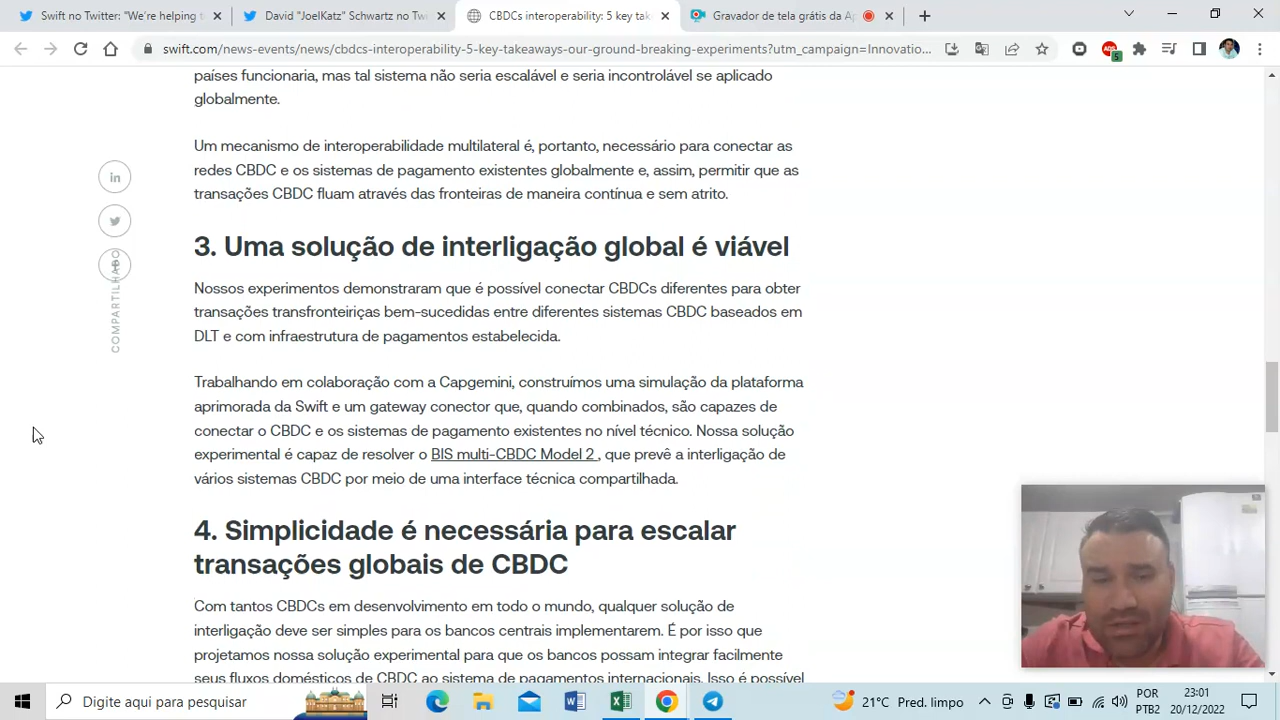 Swift no Twitter: "We're helping t
David "JoelKatz" Schwartz no Tw
CBDCs interoperability: 5 key tak
Gravador de tela grátis da Ap
swift.com/news-events/news/cbdcs-interoperability-5-key-takeaways-our-ground-breaking-experiments?utm_campaign=Innovatio...
países funcionaria, mas tal sistema não seria escalável e seria incontrolável se aplicado
globalmente.
Um mecanismo de interoperabilidade multilateral é, portanto, necessário para conectar as
redes CBDC e os sistemas de pagamento existentes globalmente e, assim, permitir que as
transações CBDC fluam através das fronteiras de maneira contínua e sem atrito.
in
COMPARTILHADO
3. Uma solução de interligação global é viável
Nossos experimentos demonstraram que é possível conectar CBDCs diferentes para obter
transações transfronteiriças bem-sucedidas entre diferentes sistemas CBDC baseados em
DLT e com infraestrutura de pagamentos estabelecida.
Trabalhando em colaboração com a Capgemini, construímos uma simulação da plataforma
aprimorada da Swift e um gateway conector que, quando combinados, são capazes de
conectar o CBDC e os sistemas de pagamento existentes no nível técnico. Nossa solução
experimental é capaz de resolver o BIS multi-CBDC Model 2 , que prevê a interligação de
vários sistemas CBDC por meio de uma interface técnica compartilhada.
4. Simplicidade é necessária para escalar
transações globais de CBDC
Com tantos CBDCs em desenvolvimento em todo o mundo, qualquer solução de
interligação deve ser simples para os bancos centrais implementarem. É por isso que
projetamos nossa solução experimental para que os bancos possam integrar facilmente
seus fluxos domésticos de CBDC ao sistema de pagamentos internacionais. Isso é possível
Digite aqui para pesquisar
21°C Pred. limpo
POR
PTB2
23:01
20/12/2022